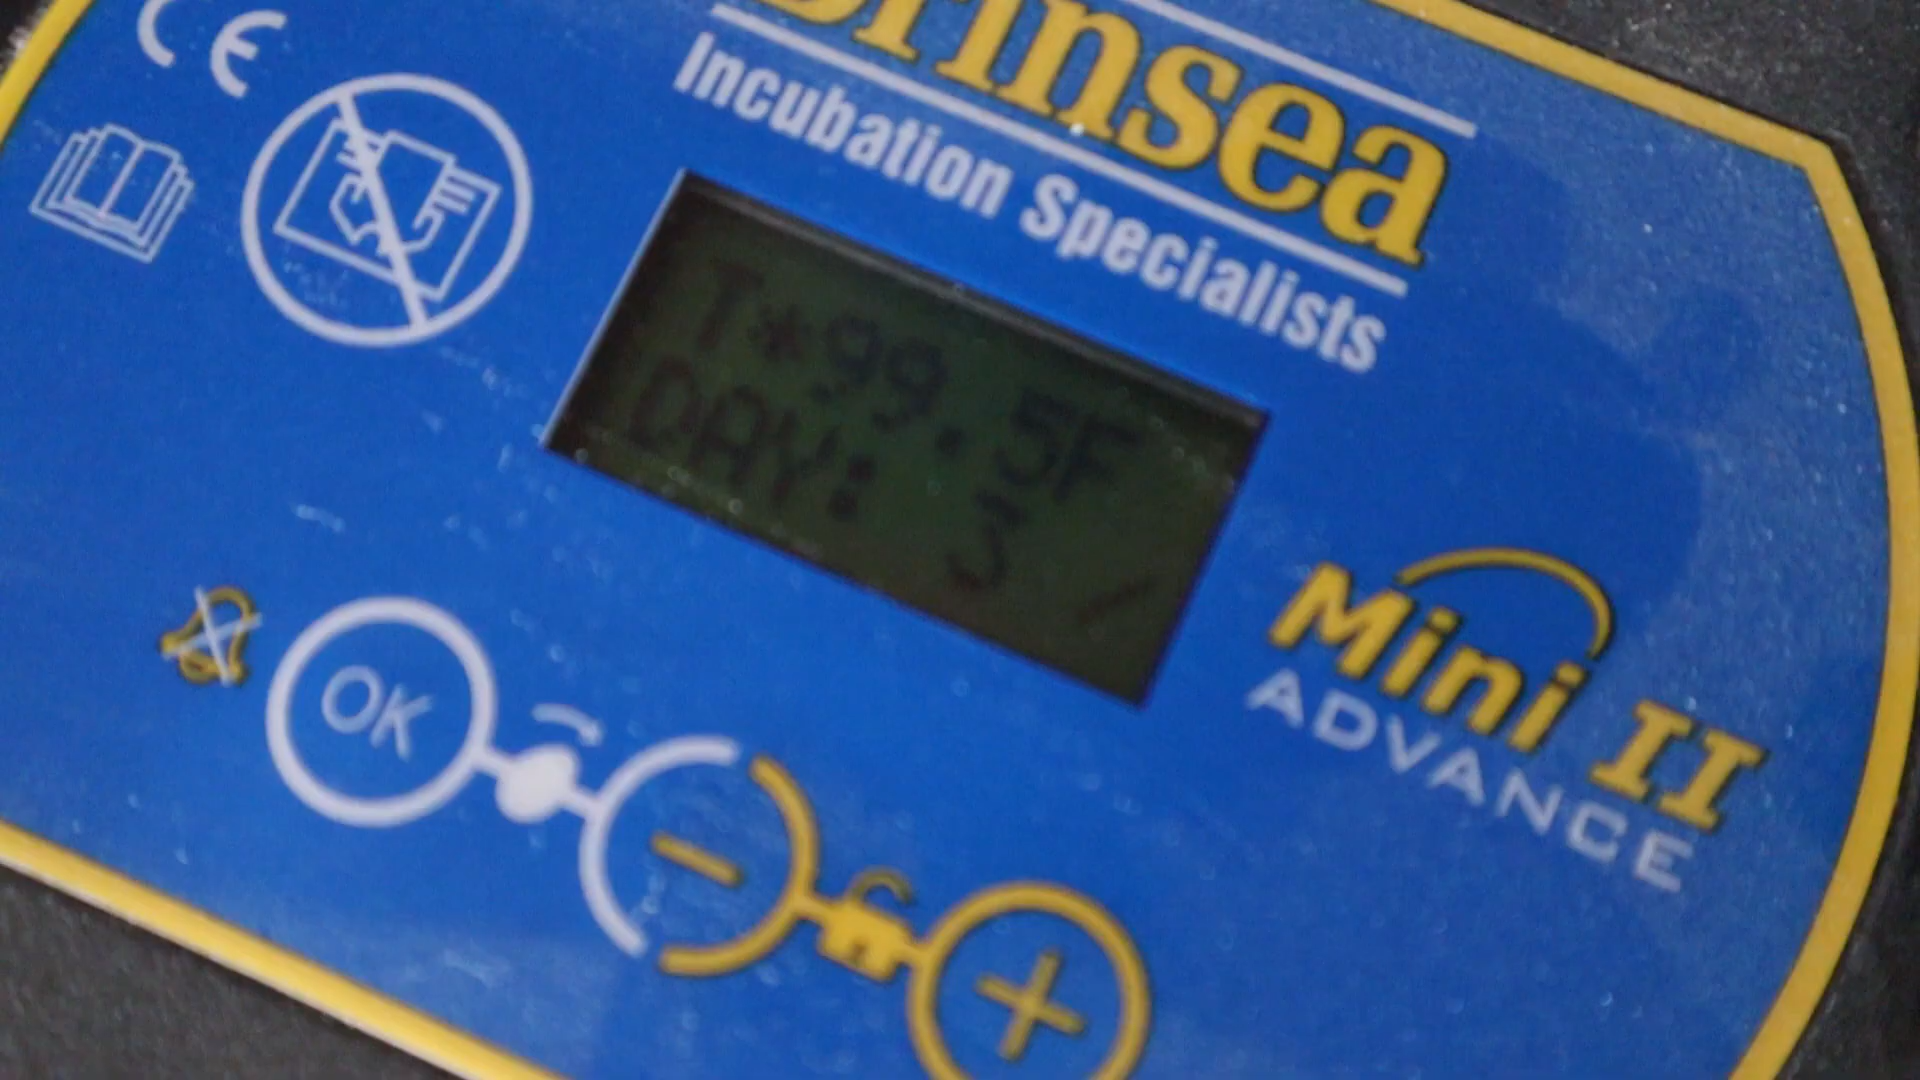 CE
Brinsea
Incubation Specialists
T*99.5F
DAY: 3 /
Mini II
ADVANCE
OK
-
+